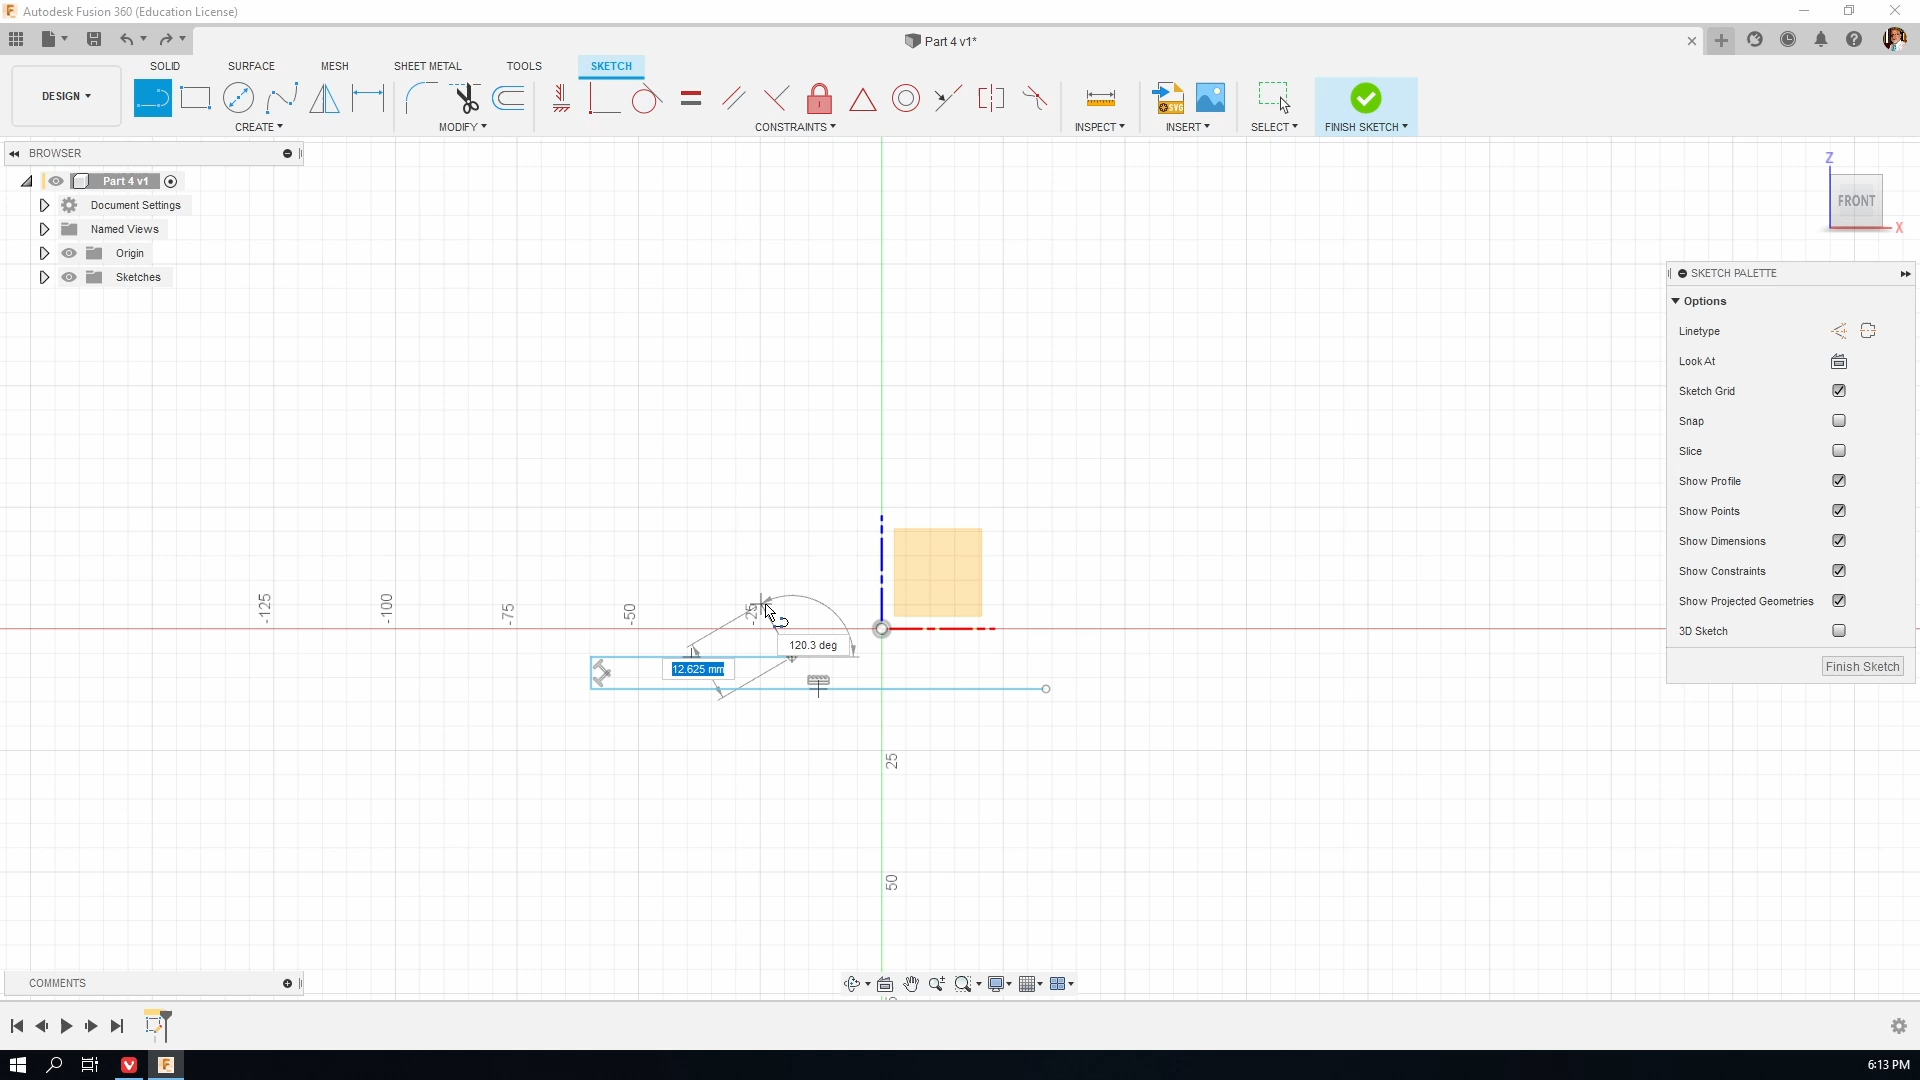 Autodesk Fusion 360 (Education License)
Part 4 v1*
DESIGN
SOLID
SURFACE
MESH
SHEET METAL
TOOLS
SKETCH
CREATE
MODIFY
CONSTRAINTS
INSPECT
INSERT
SELECT
FINISH SKETCH
SVG
BROWSER
Part 4 v1
Document Settings
Named Views
Origin
Sketches
Z
FRONT
X
SKETCH PALETTE
Options
Linetype
Look At
Sketch Grid
Snap
Slice
Show Profile
Show Points
Show Dimensions
Show Constraints
Show Projected Geometries
3D Sketch
Finish Sketch
-125
-100
-75
-50
-25
120.3 deg
12.625 mm
25
50
COMMENTS
6:13 PM